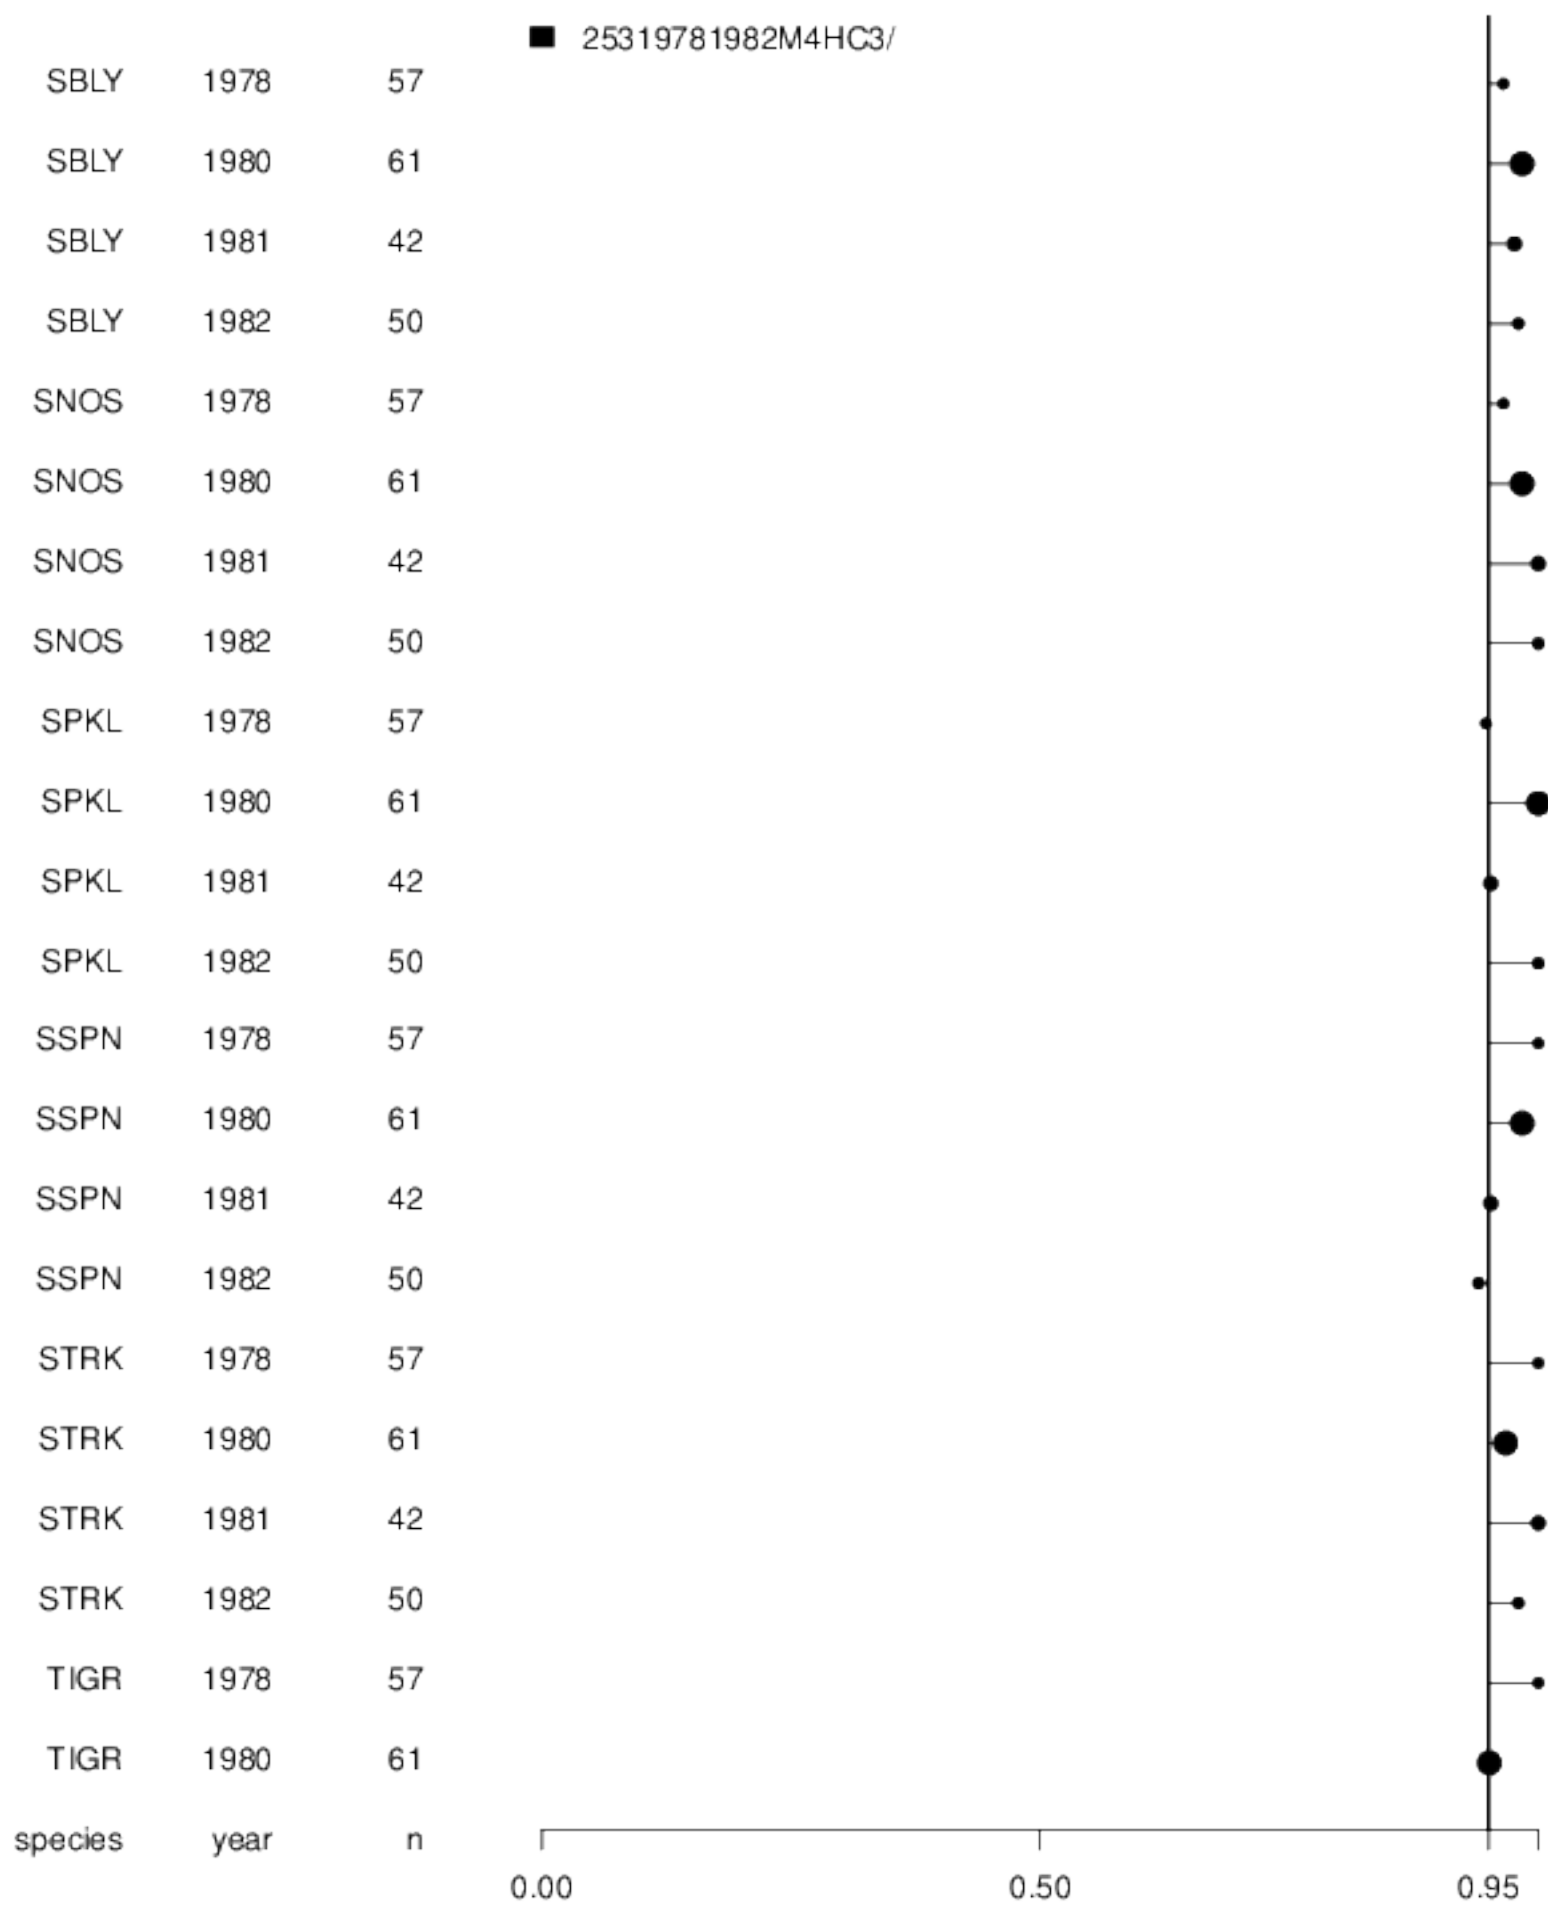 25319781982M4HC3/
SBLY 1978 57
SBLY 1980 61
SBLY 1981 42
SBLY 1982 50
SNOS 1978 57
SNOS 1980 61
SNOS 1981 42
SNOS 1982 50
SPKL 1978 57
SPKL 1980 61
SPKL 1981 42
SPKL 1982 50
SSPN 1978 57
SSPN 1980 61
SSPN 1981 42
SSPN 1982 50
STRK 1978 57
STRK 1980 61
STRK 1981 42
STRK 1982 50
TIGR 1978 57
TIGR 1980 61
species year n
0.00 0.50 0.95